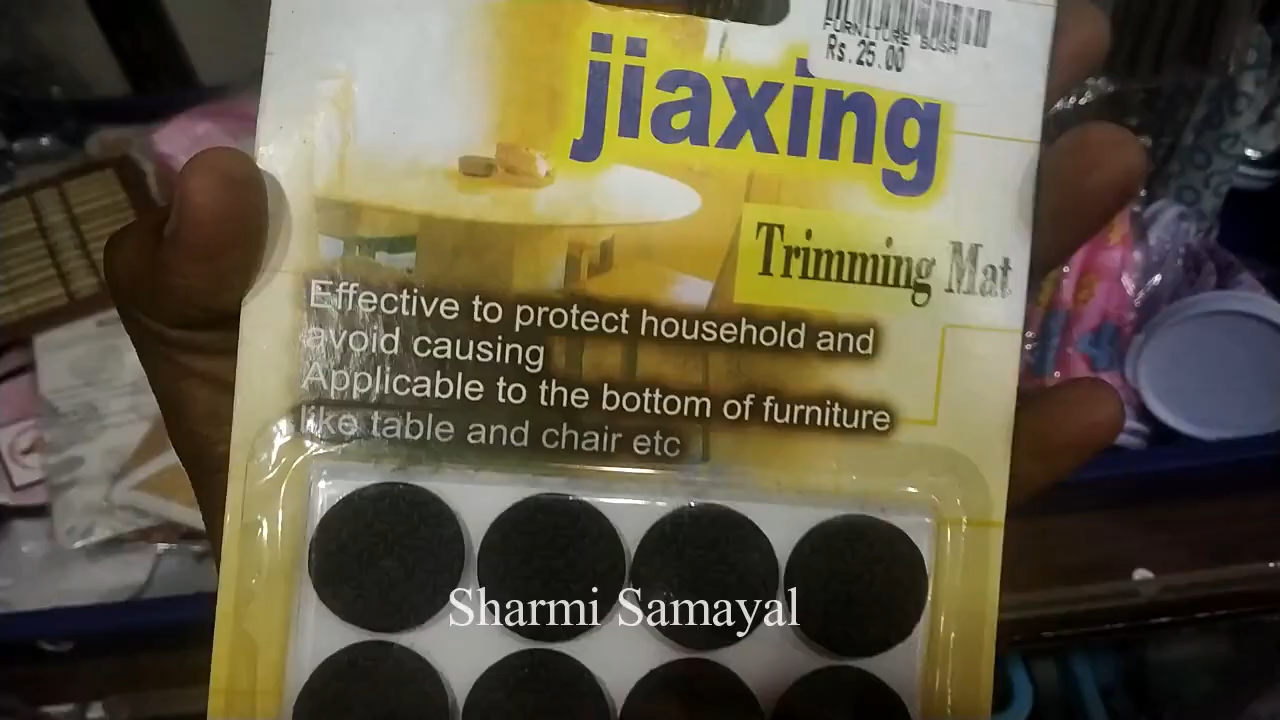 FURNITURE BUSH
Rs.25.00
jiaxing
Trimming Mat
Effective to protect household and
avoid causing
Applicable to the bottom of furniture
like table and chair etc
Sharmi Samayal